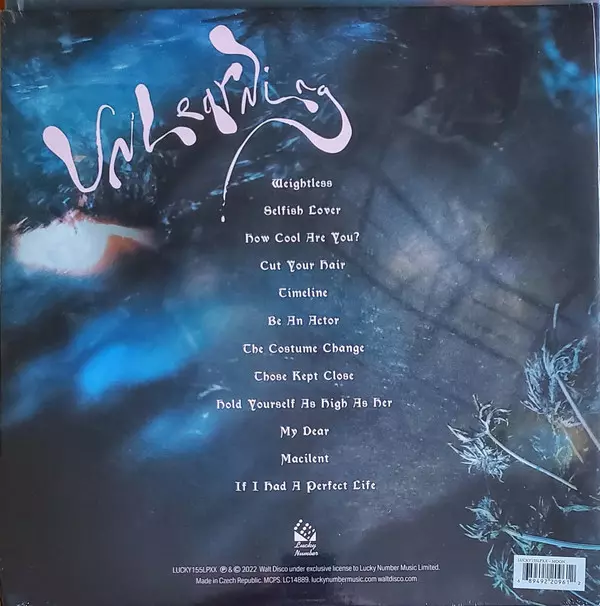 UnLearning
Weightless
Selfish Lover
How Cool Are You?
Cut Your Hair
Timeline
Be An Actor
The Costume Change
Those Kept Close
Hold Yourself As High As Her
My Dear
Macilent
If I Had A Perfect Life
Lucky
Number
LUCKY155LPXX ℗ & © 2022 Walt Disco under exclusive license to Lucky Number Music Limited.
Made in Czech Republic. MCPS. LC14889. luckynumbermusic.com waltdisco.com